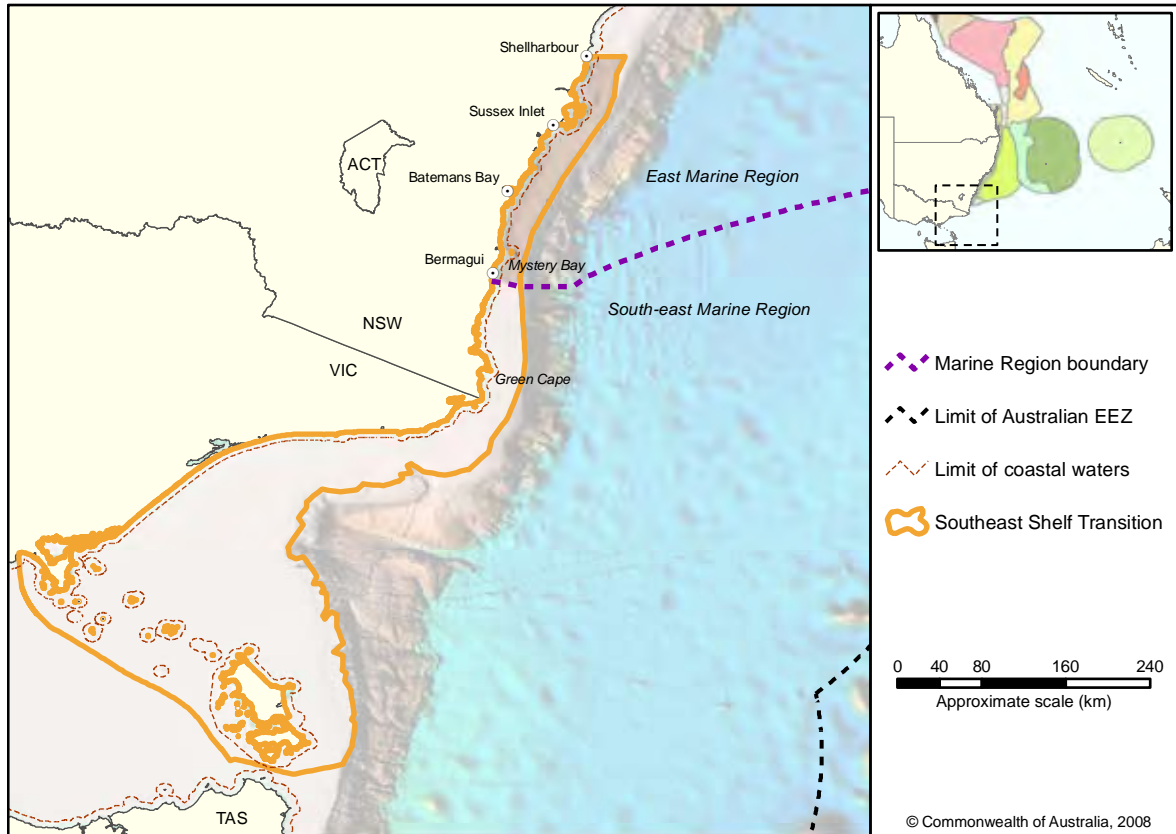 Shellharbour
Sussex Inlet
ACT
Batemans Bay
East Marine Region
Bermagui
Mystery Bay
South-east Marine Region
NSW
VIC
Green Cape
TAS
Marine Region boundary
Limit of Australian EEZ
Limit of coastal waters
Southeast Shelf Transition
0 40 80 160 240
Approximate scale (km)
© Commonwealth of Australia, 2008